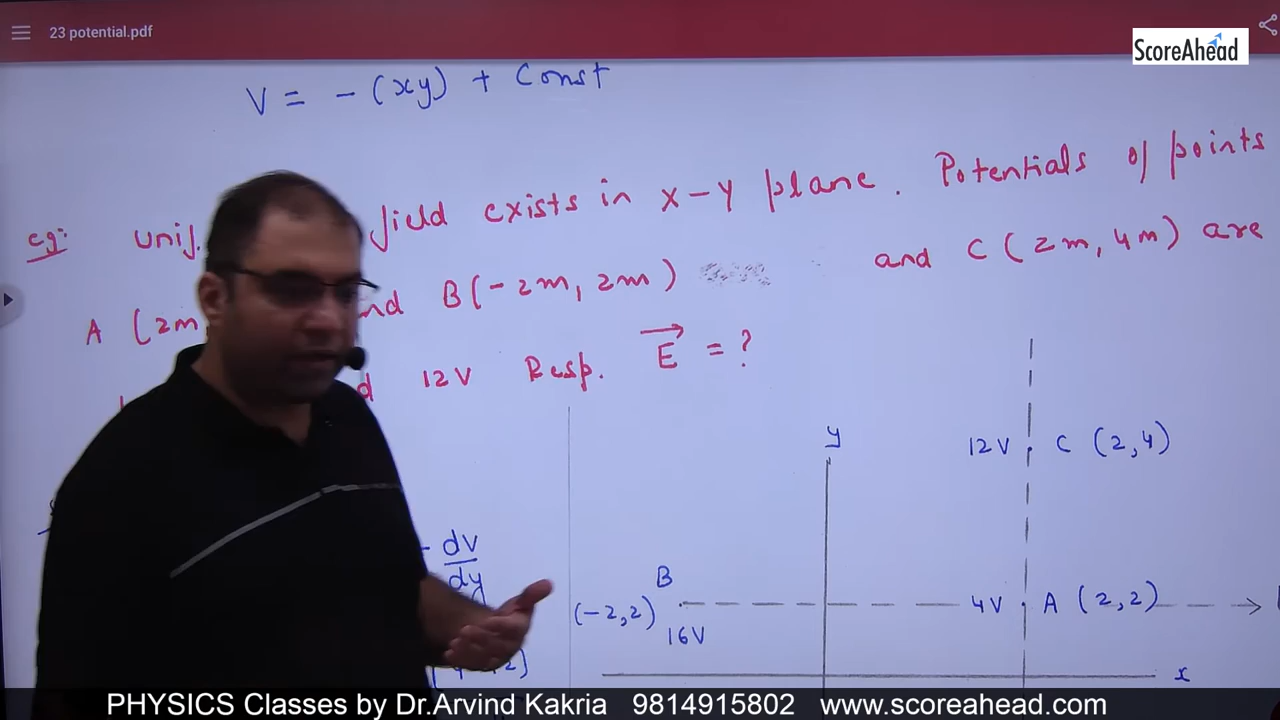 23 potential.pdf
ScoreAhead
V = - (xy) + Const
eg: Unif. field exists in X-Y plane. Potentials of points
A (2m, and B(-2m, 2m) and C (2m, 4m) are
12V Resp. E = ?
y
12V C (2,4)
dV
dy
B
(-2,2) 4V A (2,2)
16V
x
PHYSICS Classes by Dr.Arvind Kakria 9814915802 www.scoreahead.com